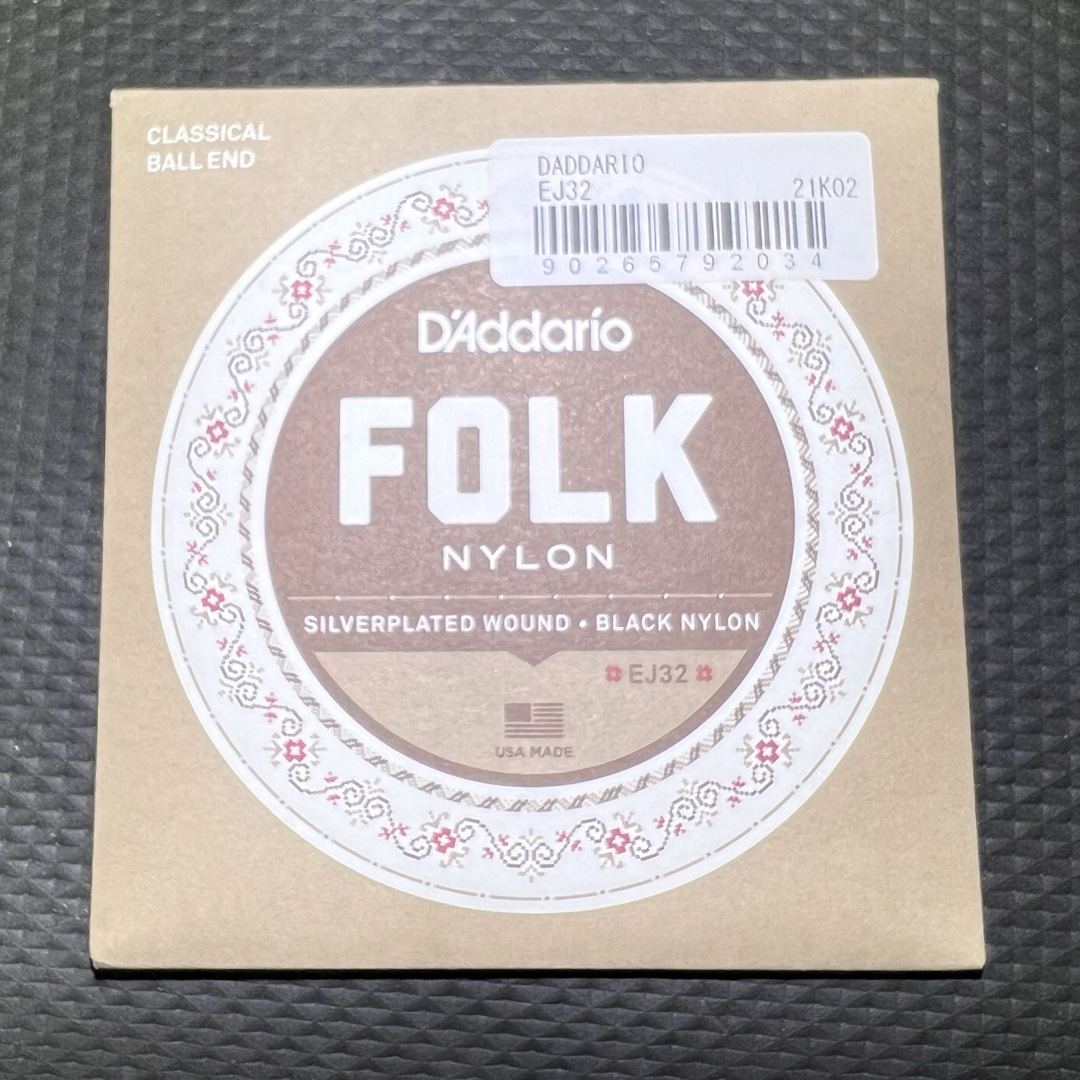 CLASSICAL
BALL END
DADDARIO
EJ32 21K02
90265792034
D'Addario
FOLK
NYLON
SILVERPLATED WOUND • BLACK NYLON
EJ32
USA MADE